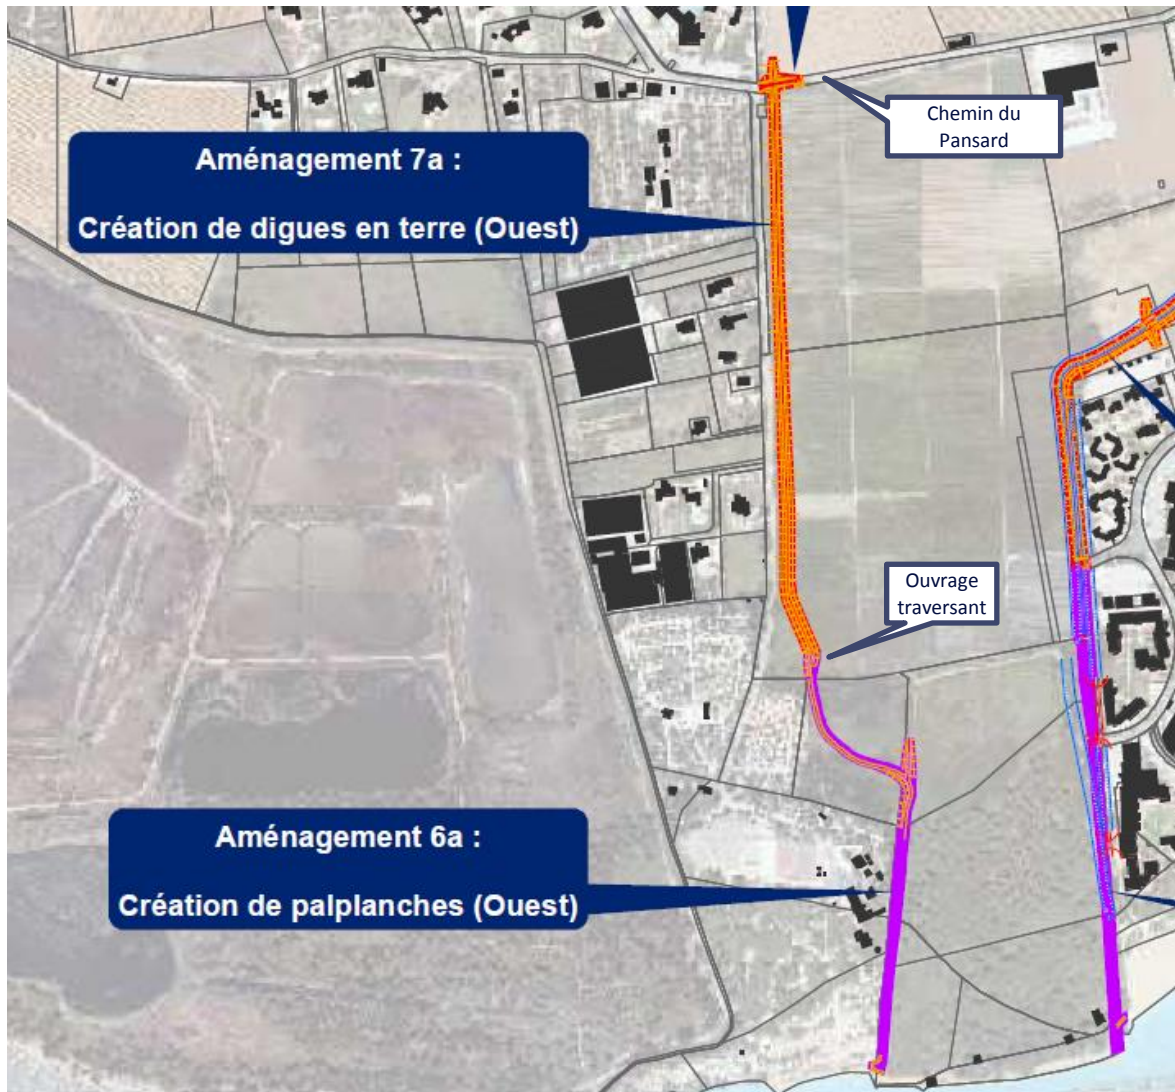 Chemin du
Pansard
Aménagement 7a :
Création de digues en terre (Ouest)
Ouvrage
traversant
Aménagement 6a :
Création de palplanches (Ouest)